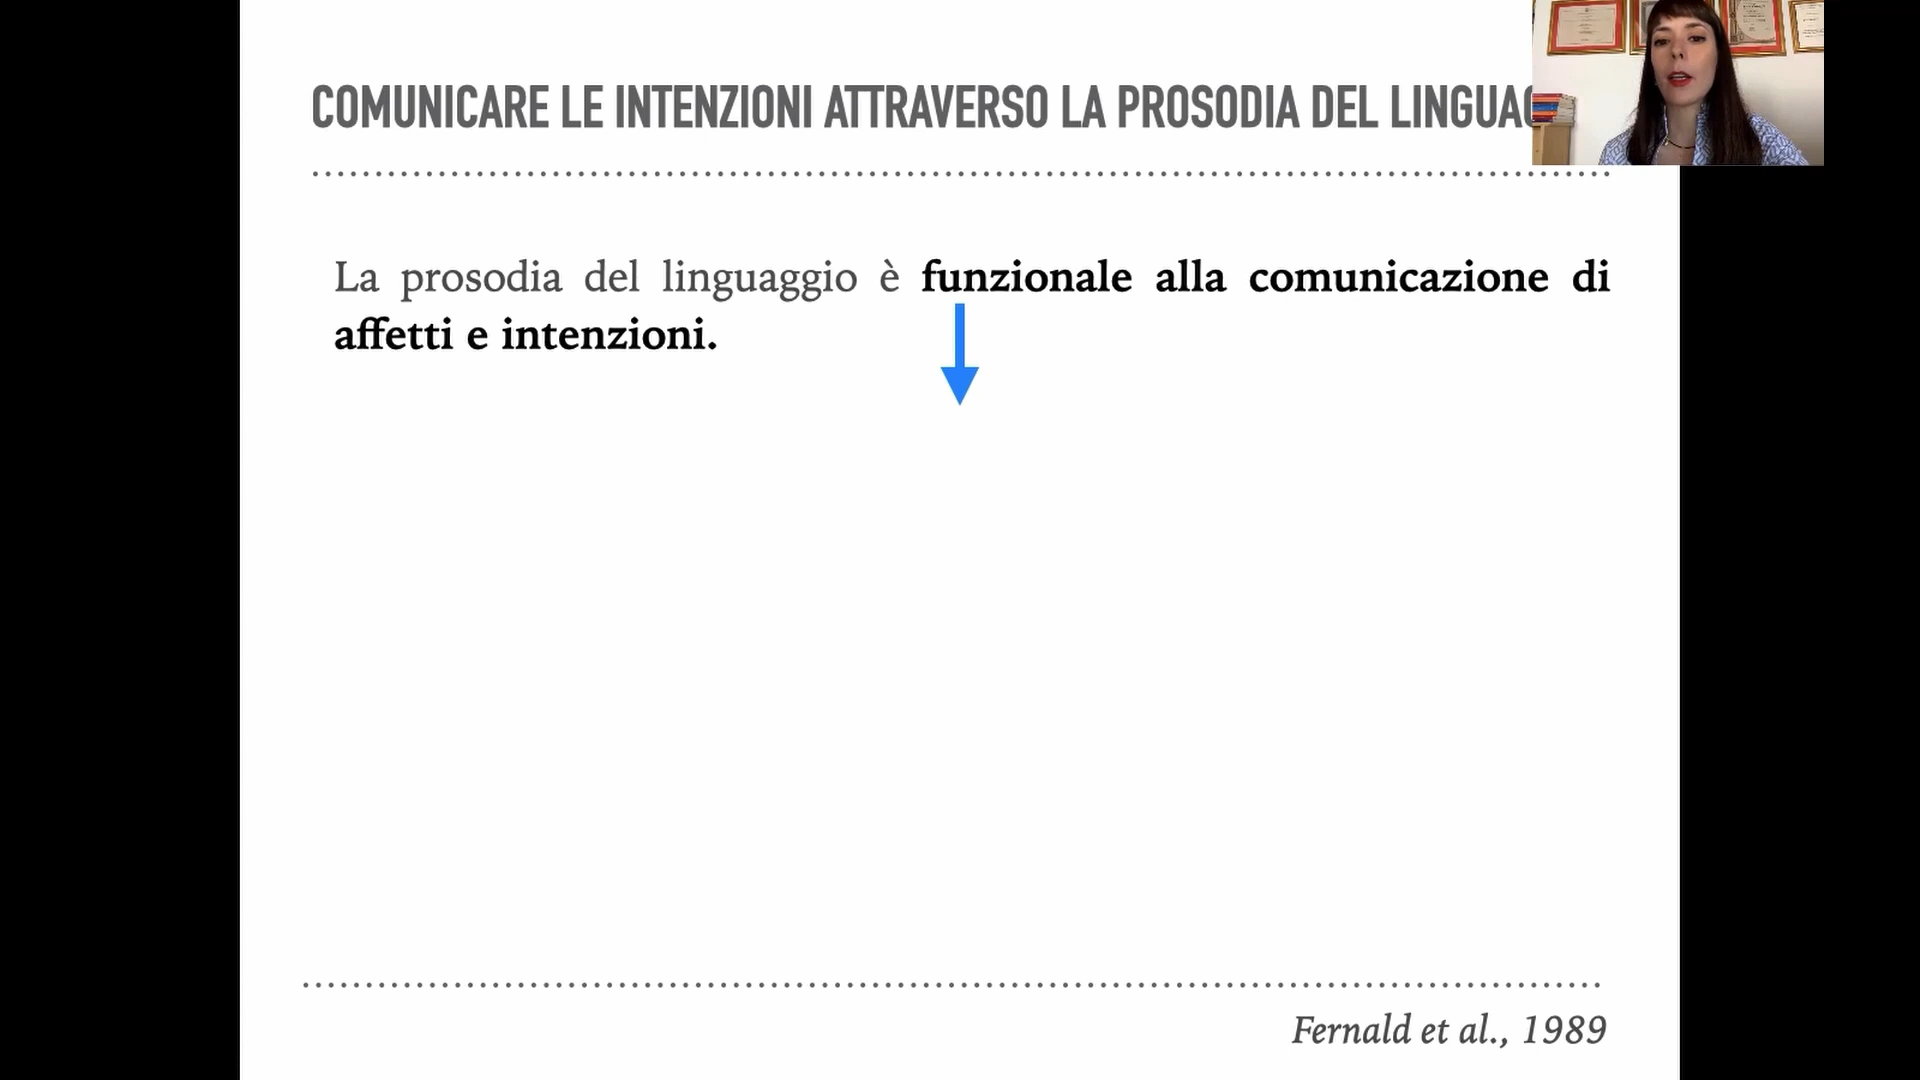 COMUNICARE LE INTENZIONI ATTRAVERSO LA PROSODIA DEL
La prosodia del linguaggio è funzionale alla comunicazione di
affetti e intenzioni.
Fernald et al., 1989